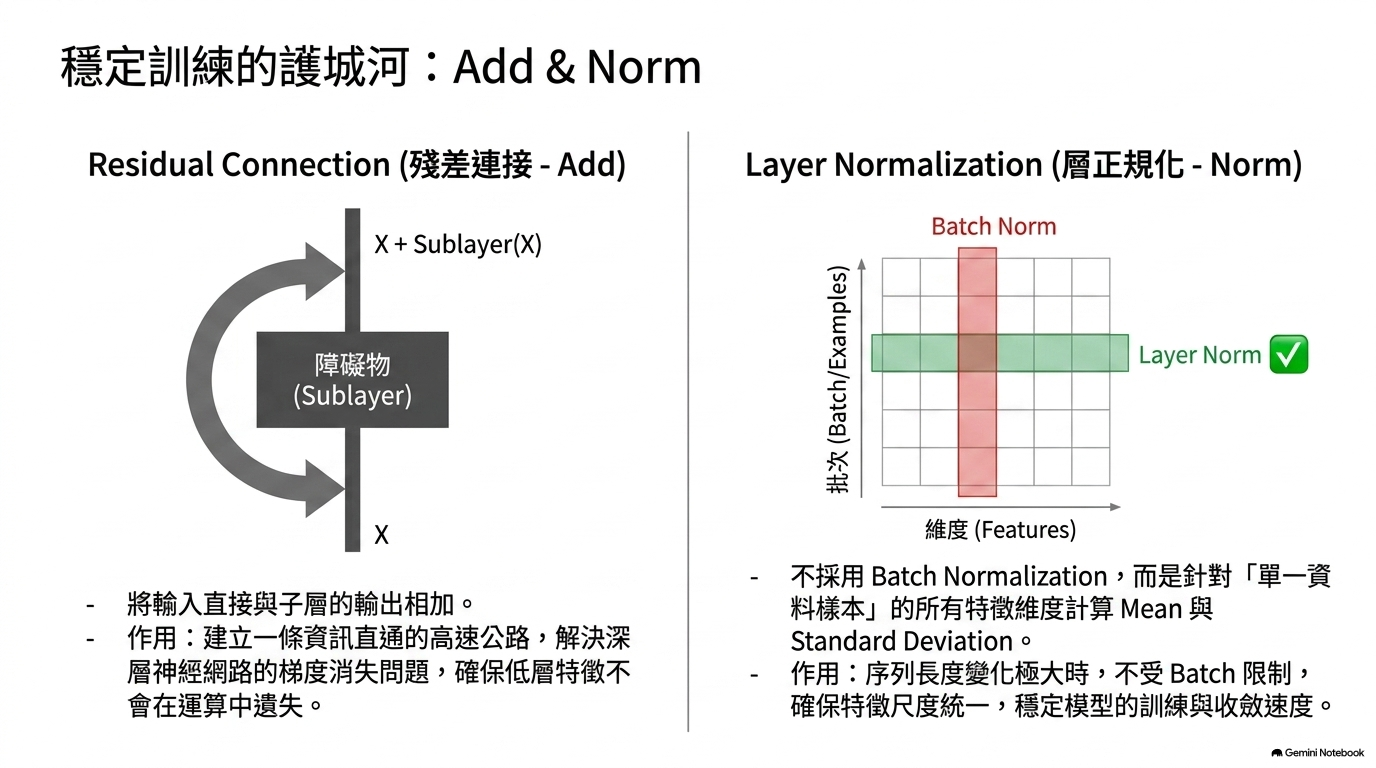 穩定訓練的護城河：Add & Norm
Residual Connection (殘差連接 - Add)
X + Sublayer(X)
障礙物
(Sublayer)
X
- 將輸入直接與子層的輸出相加。
- 作用：建立一條資訊直通的高速公路，解決深
層神經網路的梯度消失問題，確保低層特徵不
會在運算中遺失。
Layer Normalization (層正規化 - Norm)
Batch Norm
批次 (Batch/Examples)
Layer Norm
維度 (Features)
- 不採用 Batch Normalization，而是針對「單一資
料樣本」的所有特徵維度計算 Mean 與
Standard Deviation。
- 作用：序列長度變化極大時，不受 Batch 限制，
確保特徵尺度統一，穩定模型的訓練與收斂速度。
Gemini Notebook